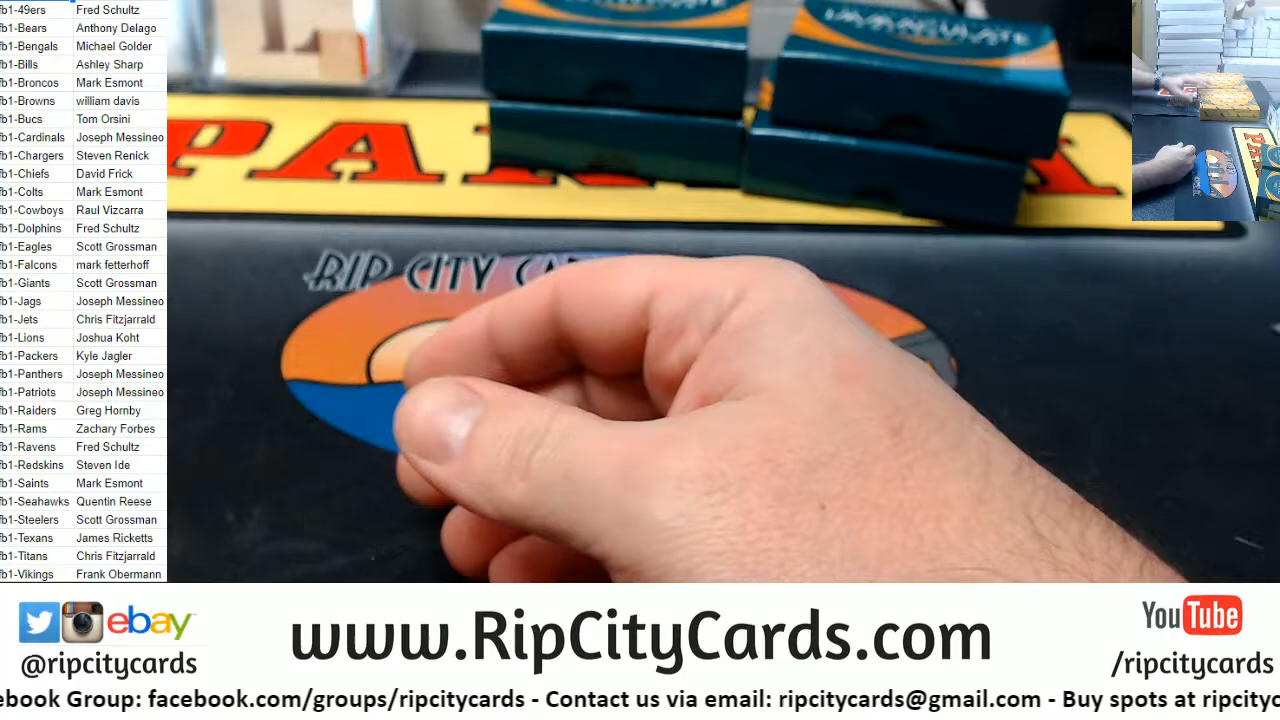 fb1-49ers Fred Schultz
fb1-Bears Anthony Delago
fb1-Bengals Michael Golder
fb1-Bills Ashley Sharp
fb1-Broncos Mark Esmont
fb1-Browns william davis
fb1-Bucs Tom Orsini
fb1-Cardinals Joseph Messineo
fb1-Chargers Steven Renick
fb1-Chiefs David Frick
fb1-Colts Mark Esmont
fb1-Cowboys Raul Vizcarra
fb1-Dolphins Fred Schultz
fb1-Eagles Scott Grossman
fb1-Falcons mark fetterhoff
fb1-Giants Scott Grossman
fb1-Jags Joseph Messineo
fb1-Jets Chris Fitzjarrald
fb1-Lions Joshua Koht
fb1-Packers Kyle Jagler
fb1-Panthers Joseph Messineo
fb1-Patriots Joseph Messineo
fb1-Raiders Greg Hornby
fb1-Rams Zachary Forbes
fb1-Ravens Fred Schultz
fb1-Redskins Steven Ide
fb1-Saints Mark Esmont
fb1-Seahawks Quentin Reese
fb1-Steelers Scott Grossman
fb1-Texans James Ricketts
fb1-Titans Chris Fitzjarrald
fb1-Vikings Frank Obermann
RIP CITY
ebay
@ripcitycards
www.RipCityCards.com
YouTube
/ripcitycards
ebook Group: facebook.com/groups/ripcitycards - Contact us via email: ripcitycards@gmail.com - Buy spots at ripcityc